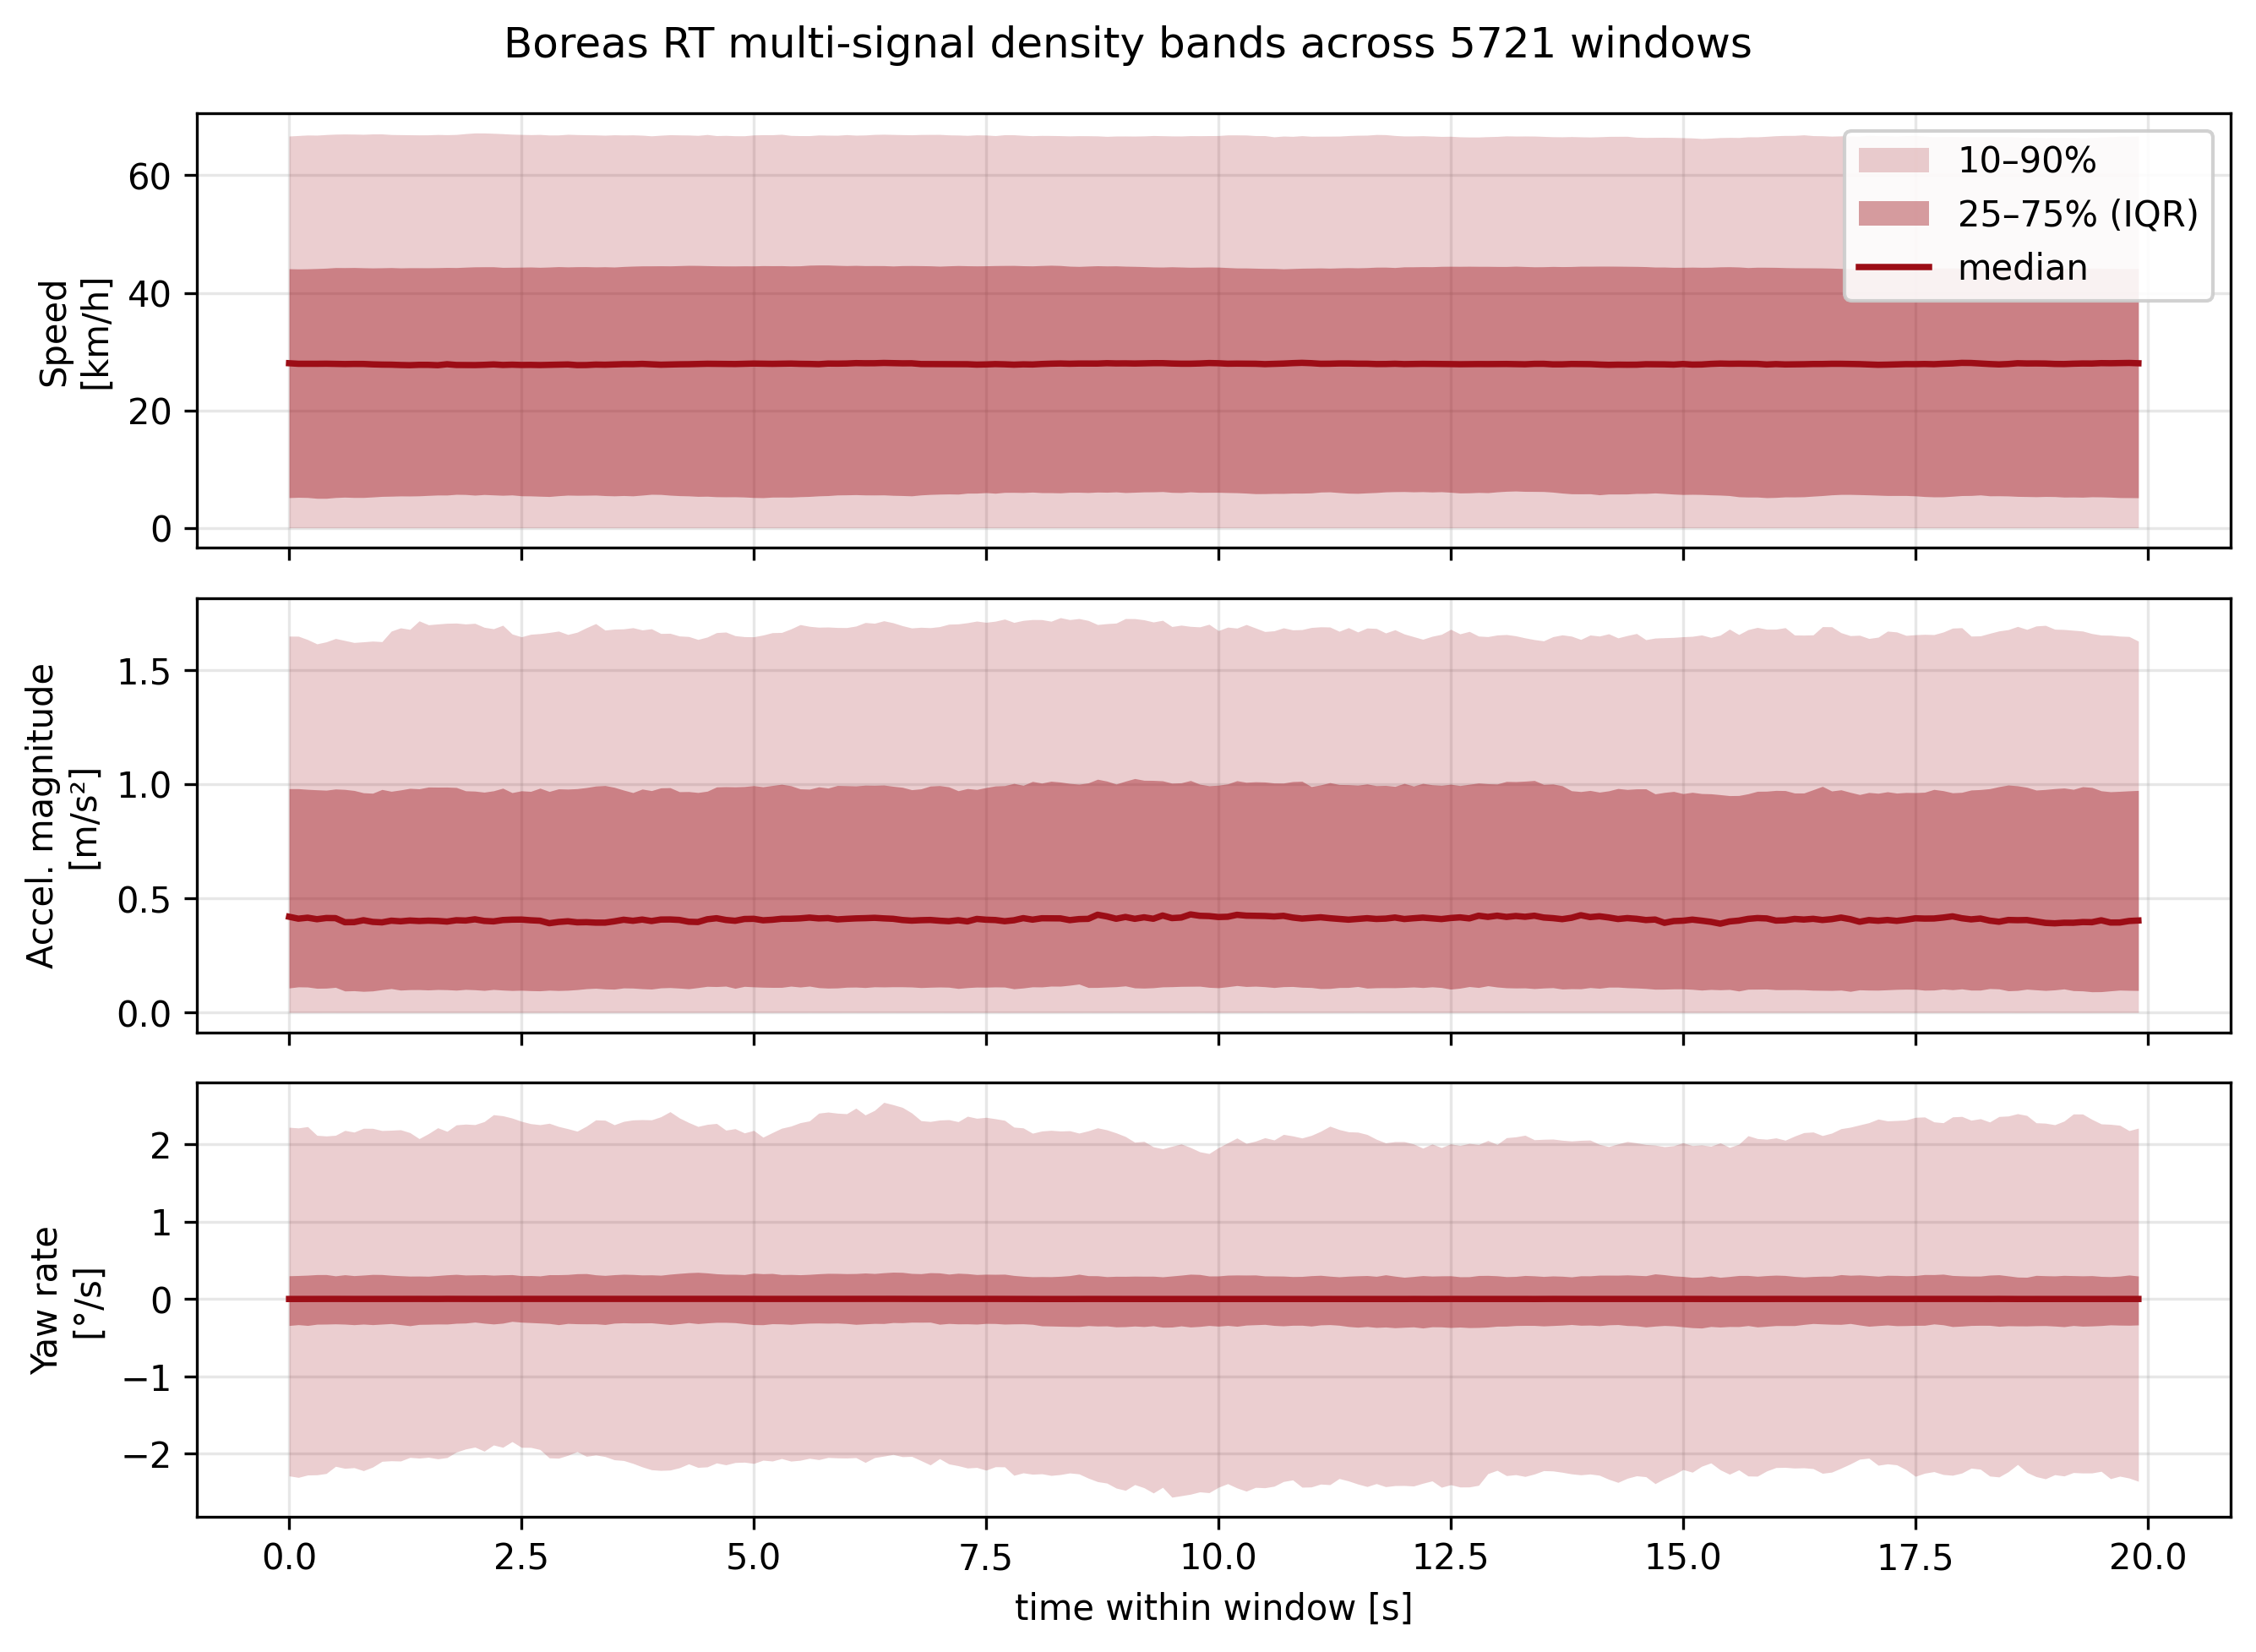 Boreas RT multi-signal density bands across 5721 windows
Speed
[km/h]
60
40
20
0
10–90%
25–75% (IQR)
median
Accel. magnitude
[m/s²]
1.5
1.0
0.5
0.0
Yaw rate
[°/s]
2
1
0
−1
−2
0.0 2.5 5.0 7.5 10.0 12.5 15.0 17.5 20.0
time within window [s]